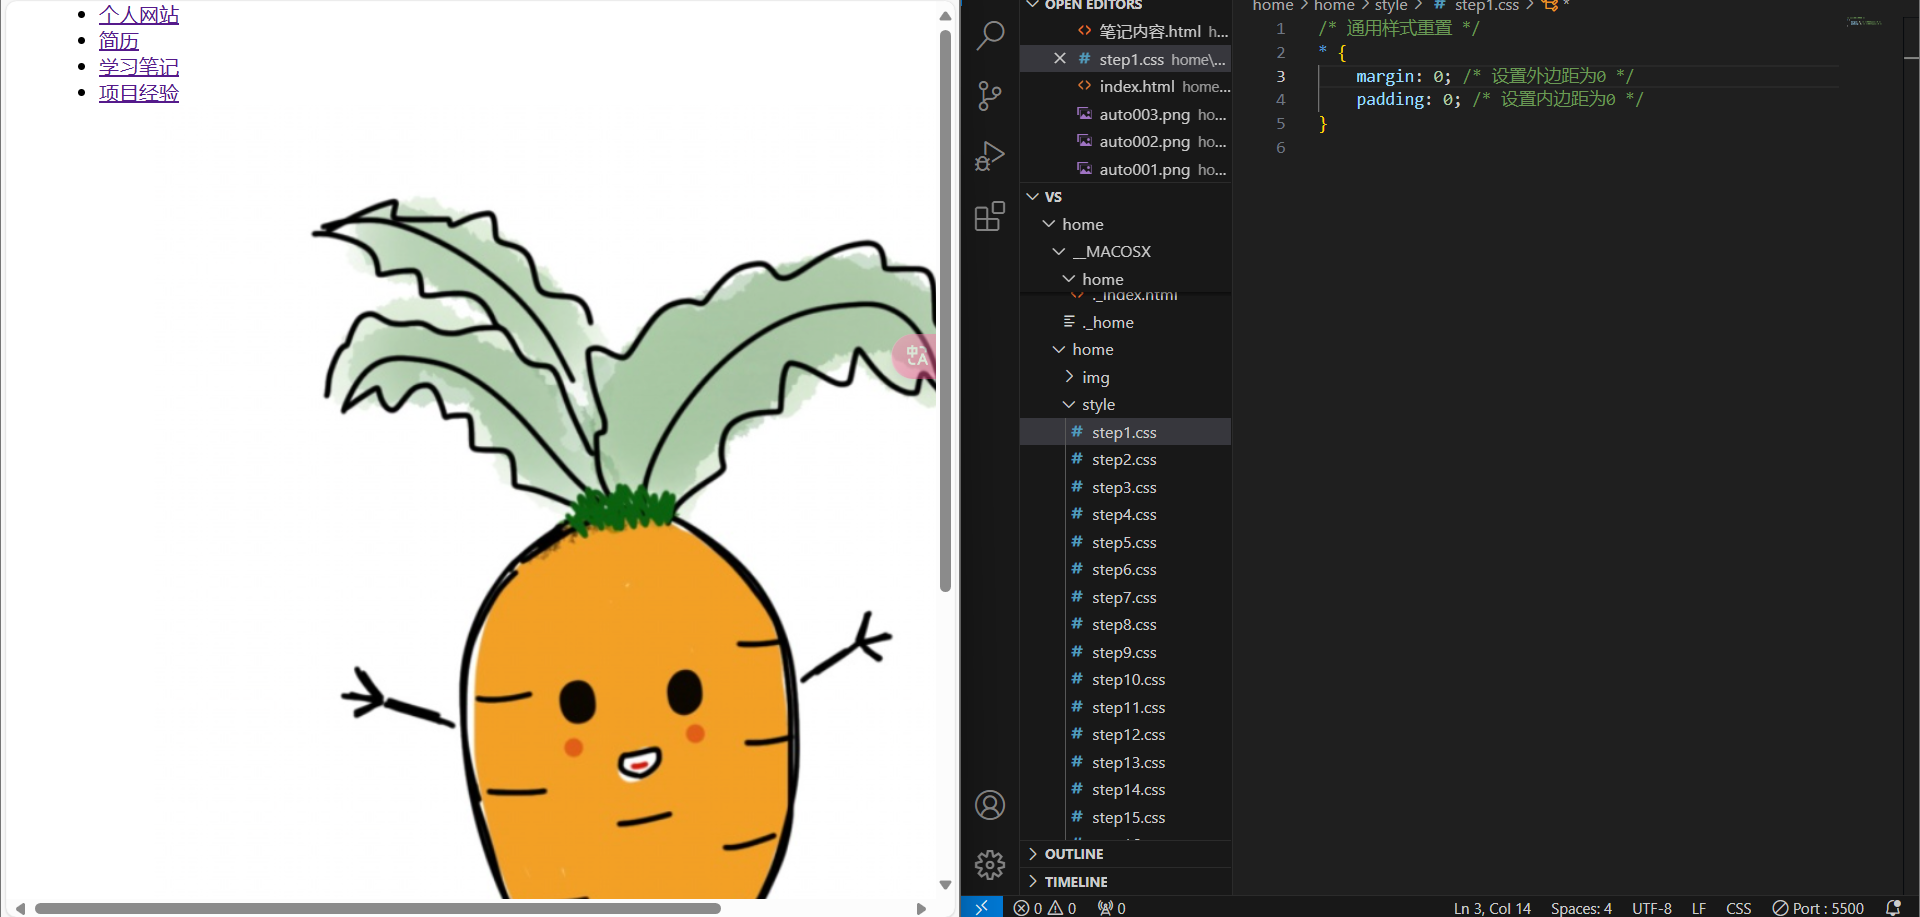 个人网站
简历
学习笔记
项目经验
中A
OPEN EDITORS
笔记内容.html h...
# step1.css home\...
index.html home...
auto003.png ho...
auto002.png ho...
auto001.png ho...
VS
home
__MACOSX
home
._index.html
._home
home
img
style
# step1.css
# step2.css
# step3.css
# step4.css
# step5.css
# step6.css
# step7.css
# step8.css
# step9.css
# step10.css
# step11.css
# step12.css
# step13.css
# step14.css
# step15.css
OUTLINE
TIMELINE
home > home > style > # step1.css > *
1 /* 通用样式重置 */
2 * {
3 margin: 0; /* 设置外边距为0 */
4 padding: 0; /* 设置内边距为0 */
5 }
6
0 0 0 Ln 3, Col 14 Spaces: 4 UTF-8 LF CSS Port : 5500